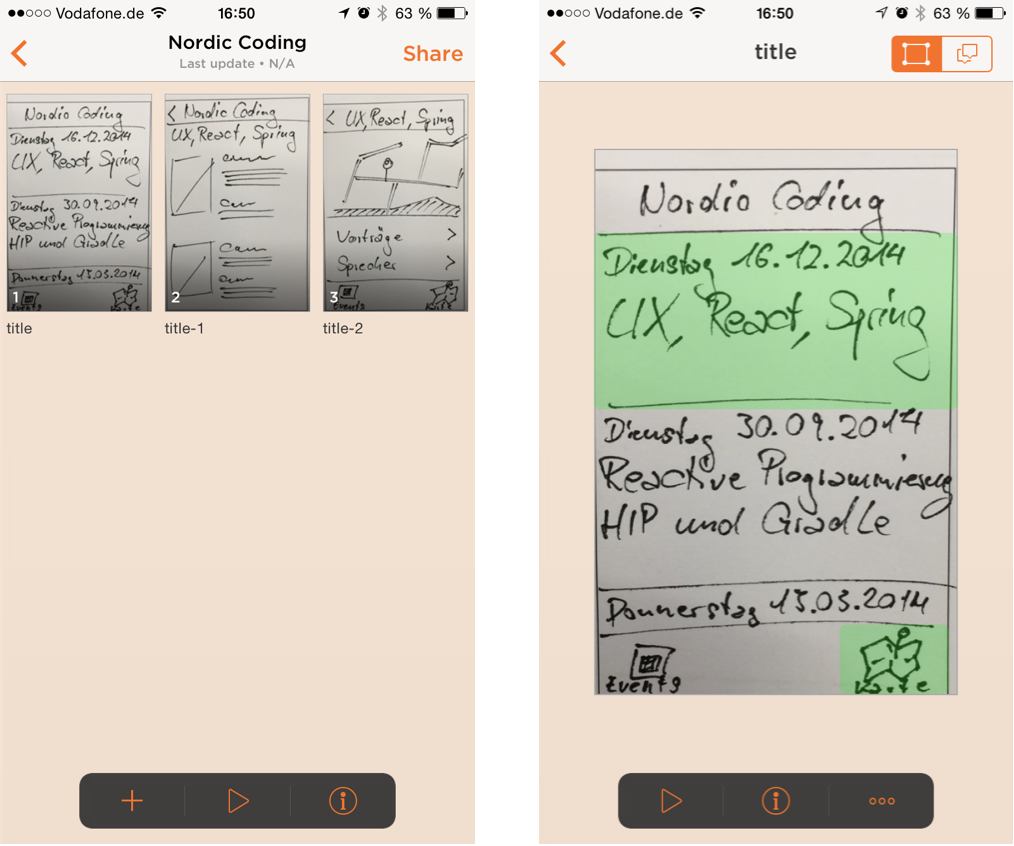 Vodafone.de 16:50 63 %
Nordic Coding
Last update • N/A
Share
Nordio Coding
Dienstag 16.12.2014
UX, React, Spring
Dienstag 30.09.2014
Reactive Programmierung
HIP und GradLe
Donnerstag 13.03.2014
1
Events
Karte
title
< Nordic Coding
UX, React, Spring
2
title-1
< UX, React, Spring
Vorträge >
Sprecher >
3
Events
Karte
title-2
Vodafone.de 16:50 63 %
title
Nordio Coding
Dienstag 16.12.2014
UX, React, Spring
Dienstag 30.09.2014
Reactive Programmierung
HIP und GradLe
Donnerstag 13.03.2014
Events
Karte